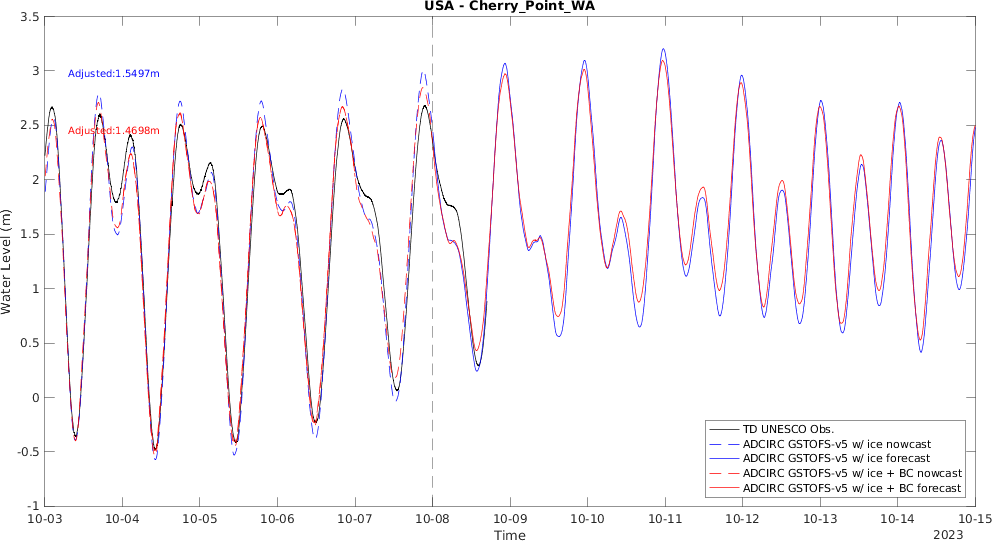 USA - Cherry_Point_WA
3.5
3
2.5
2
1.5
1
0.5
0
-0.5
-1
Water Level (m)
Adjusted:1.5497m
Adjusted:1.4698m
TD UNESCO Obs.
ADCIRC GSTOFS-v5 w/ ice nowcast
ADCIRC GSTOFS-v5 w/ ice forecast
ADCIRC GSTOFS-v5 w/ ice + BC nowcast
ADCIRC GSTOFS-v5 w/ ice + BC forecast
10-03 10-04 10-05 10-06 10-07 10-08 10-09 10-10 10-11 10-12 10-13 10-14 10-15
Time
2023